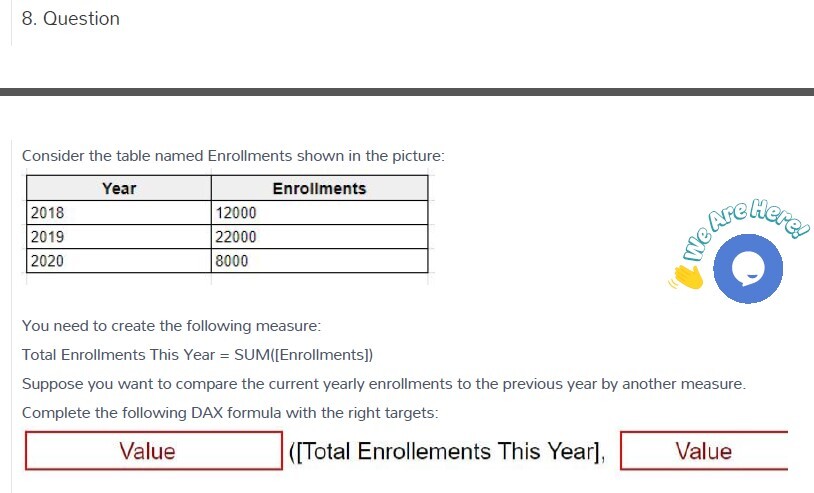 8. Question
Consider the table named Enrollments shown in the picture:
Year Enrollments
2018 12000
2019 22000
2020 8000
We Are Here!
You need to create the following measure:
Total Enrollments This Year = SUM([Enrollments])
Suppose you want to compare the current yearly enrollments to the previous year by another measure.
Complete the following DAX formula with the right targets:
Value ([Total Enrollements This Year], Value